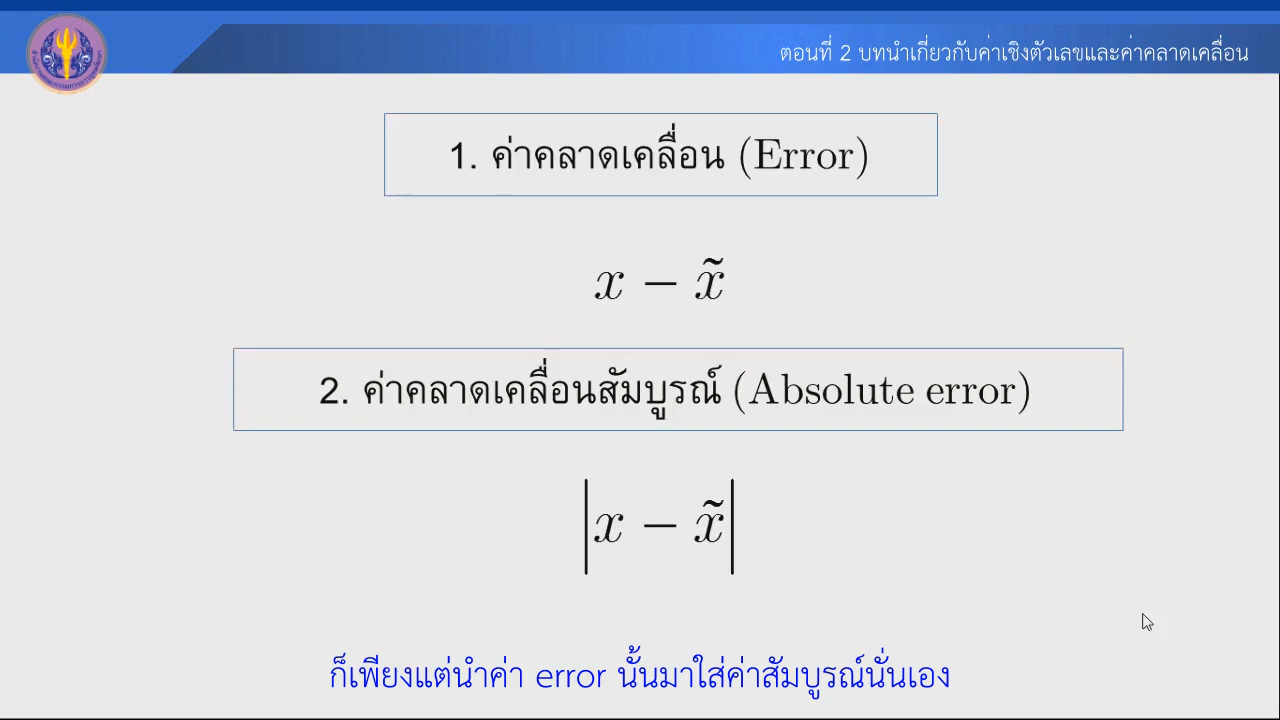 ตอนที่ 2 บทนำเกี่ยวกับค่าเชิงตัวเลขและค่าคลาดเคลื่อน
1. ค่าคลาดเคลื่อน (Error)
x − x̃
2. ค่าคลาดเคลื่อนสัมบูรณ์ (Absolute error)
|x − x̃|
ก็เพียงแต่นำค่า error นั้นมาใส่ค่าสัมบูรณ์นั่นเอง